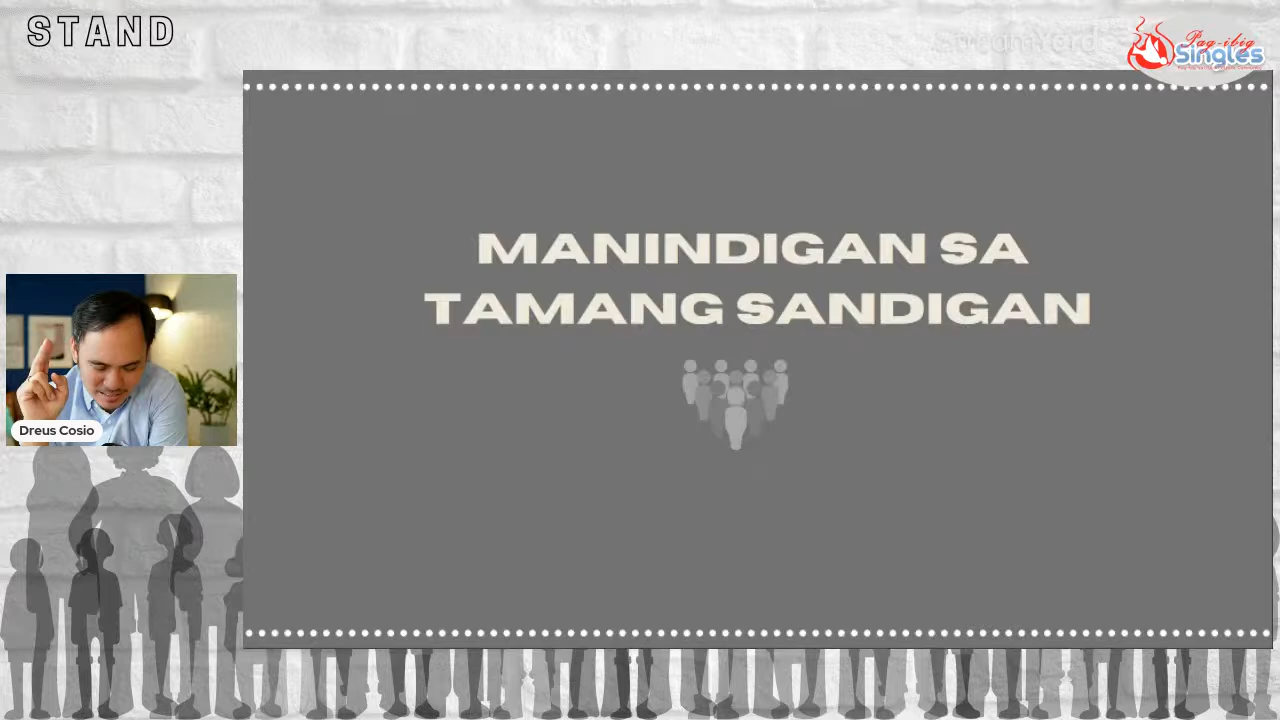 STAND
Pag-ibig
Singles
MANINDIGAN SA
TAMANG SANDIGAN
Dreus Cosio